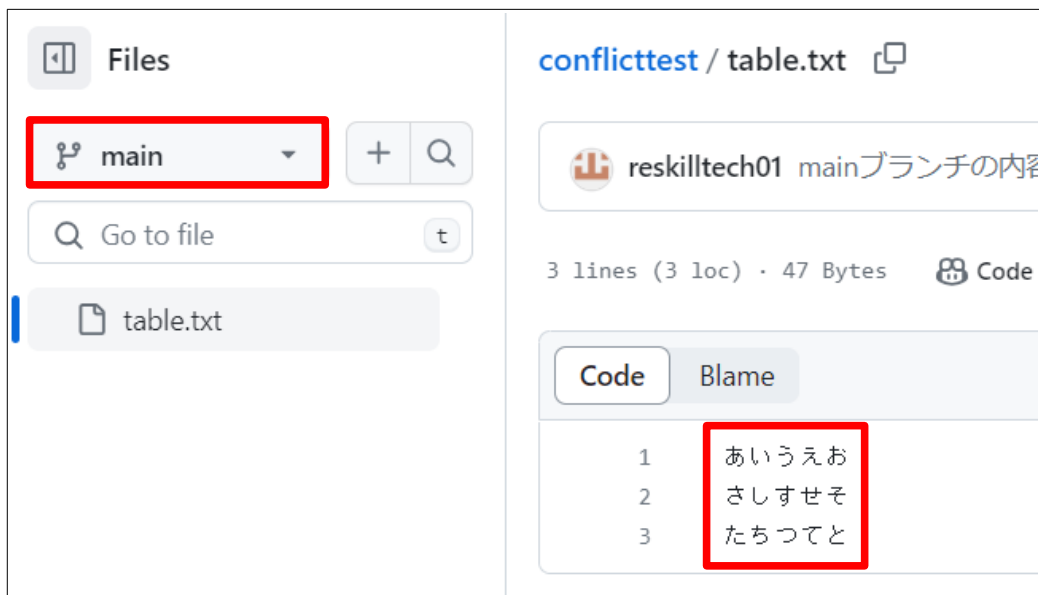 Files
main
Go to file
t
table.txt
conflicttest / table.txt
reskilltech01 mainブランチの内容
3 lines (3 loc) · 47 Bytes
Code
Code
Blame
1 あいうえお
2 さしすせそ
3 たちつてと